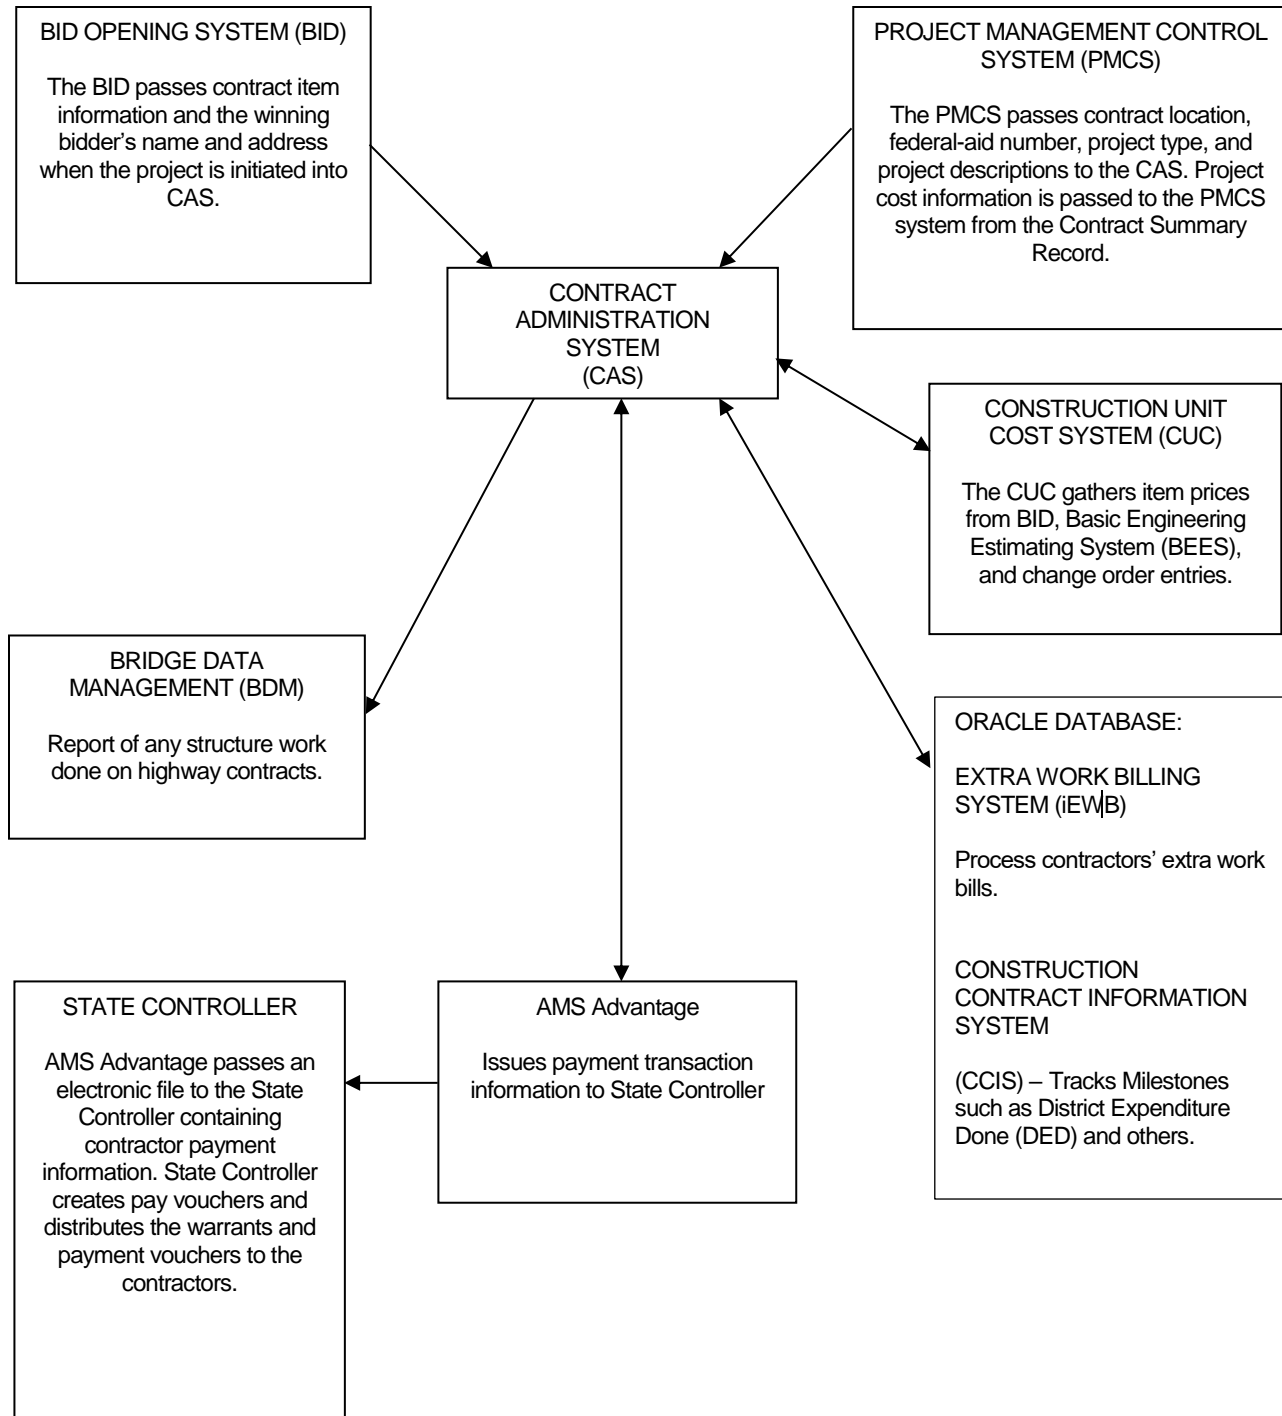 BID OPENING SYSTEM (BID)
The BID passes contract item
information and the winning
bidder’s name and address
when the project is initiated into
CAS.
PROJECT MANAGEMENT CONTROL
SYSTEM (PMCS)
The PMCS passes contract location,
federal-aid number, project type, and
project descriptions to the CAS. Project
cost information is passed to the PMCS
system from the Contract Summary
Record.
CONTRACT
ADMINISTRATION
SYSTEM
(CAS)
CONSTRUCTION UNIT
COST SYSTEM (CUC)
The CUC gathers item prices
from BID, Basic Engineering
Estimating System (BEES),
and change order entries.
BRIDGE DATA
MANAGEMENT (BDM)
Report of any structure work
done on highway contracts.
ORACLE DATABASE:
EXTRA WORK BILLING
SYSTEM (iEWB)
Process contractors’ extra work
bills.
CONSTRUCTION
CONTRACT INFORMATION
SYSTEM
(CCIS) – Tracks Milestones
such as District Expenditure
Done (DED) and others.
STATE CONTROLLER
AMS Advantage passes an
electronic file to the State
Controller containing
contractor payment
information. State Controller
creates pay vouchers and
distributes the warrants and
payment vouchers to the
contractors.
AMS Advantage
Issues payment transaction
information to State Controller